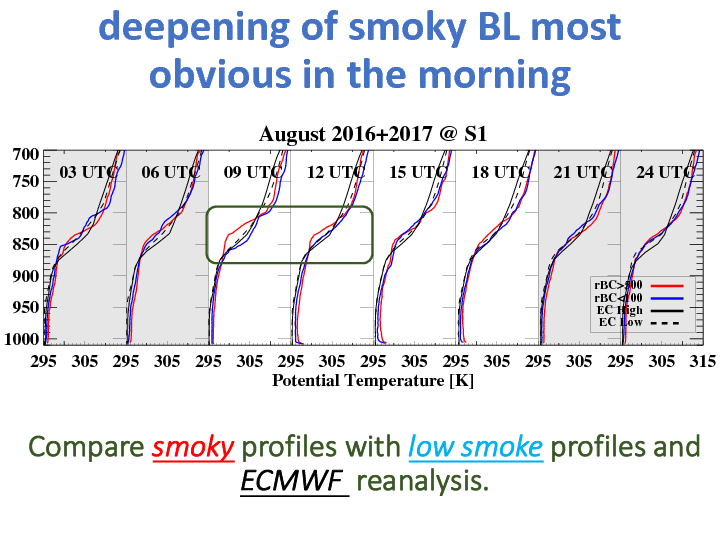 deepening of smoky BL most
obvious in the morning
August 2016+2017 @ S1
03 UTC 06 UTC 09 UTC 12 UTC 15 UTC 18 UTC 21 UTC 24 UTC
700
750
800
850
900
950
1000
rBC>800
rBC<100
EC High
EC Low
295 305 295 305 295 305 295 305 295 305 295 305 295 305 295 305 315
Potential Temperature [K]
Compare smoky profiles with low smoke profiles and
ECMWF reanalysis.